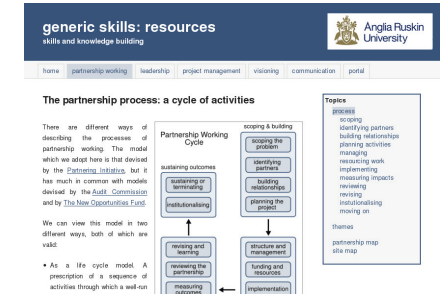 generic skills: resources
skills and knowledge building
Anglia Ruskin
University
home partnership working leadership project management visioning communication portal
The partnership process: a cycle of activities
There are different ways of
describing the processes of
partnership working. The model
which we adopt here is that devised
by the Partnering Initiative, but it
has much in common with models
devised by the Audit Commission
and by The New Opportunities Fund.
We can view this model in two
different ways, both of which are
valid:
• As a life cycle model. A
prescription of a sequence of
activities through which a well-run
Partnership Working
Cycle
scoping & building
scoping the
problem
identifying
partners
building
relationships
planning the
project
sustaining outcomes
sustaining or
terminating
institutionalising
revising and
learning
reviewing the
partnership
measuring
outcomes
structure and
management
funding and
resources
implementation
Topics
process
scoping
identifying partners
building relationships
planning activities
managing
resourcing work
implementing
measuring impacts
reviewing
revising
instutionalising
moving on
themes
partnership map
site map